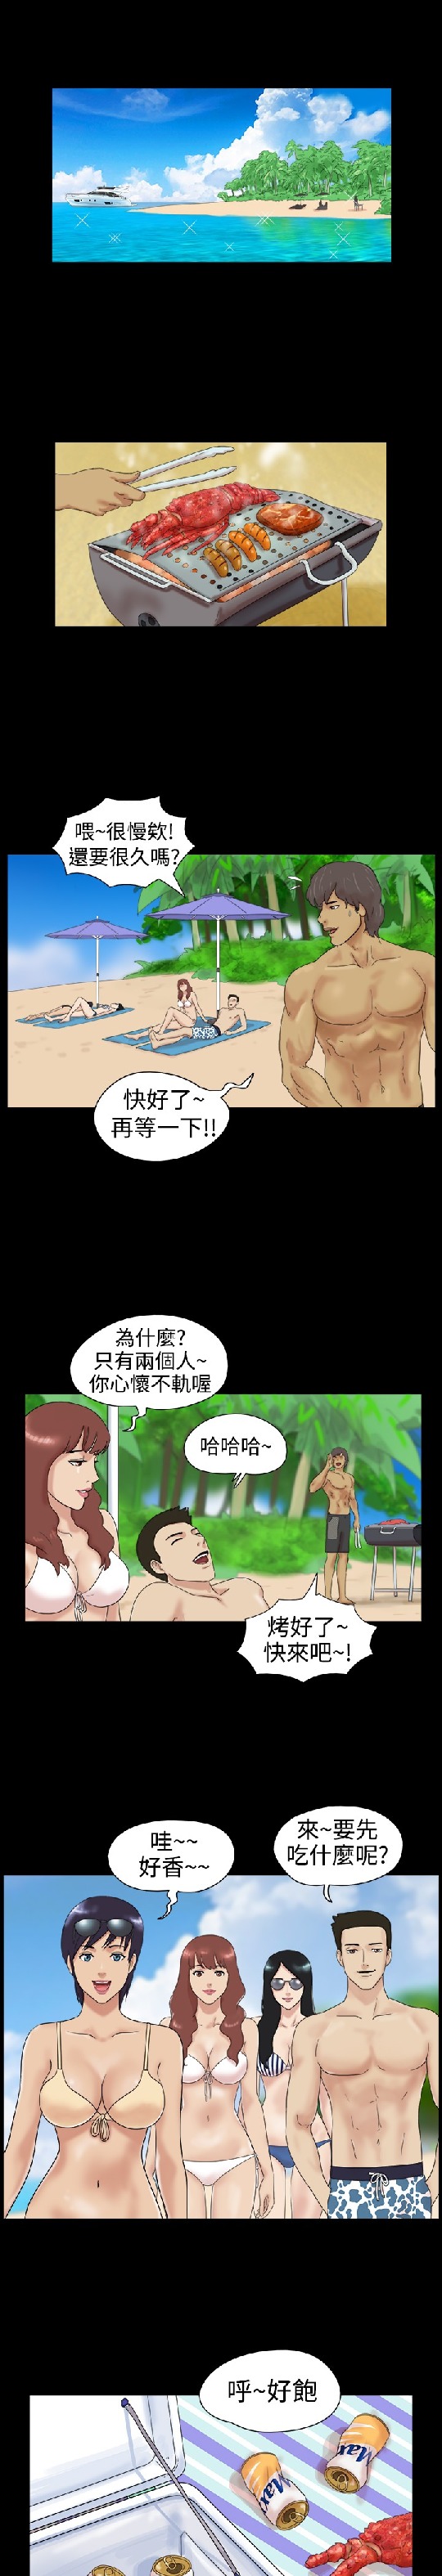 喂~很慢欸!
還要很久嗎?
快好了~
再等一下!!
為什麼?
只有兩個人~
你心懷不軌喔
哈哈哈~
烤好了~
快來吧~!
哇~~
好香~~
來~要先
吃什麼呢?
呼~好飽
Max
Max